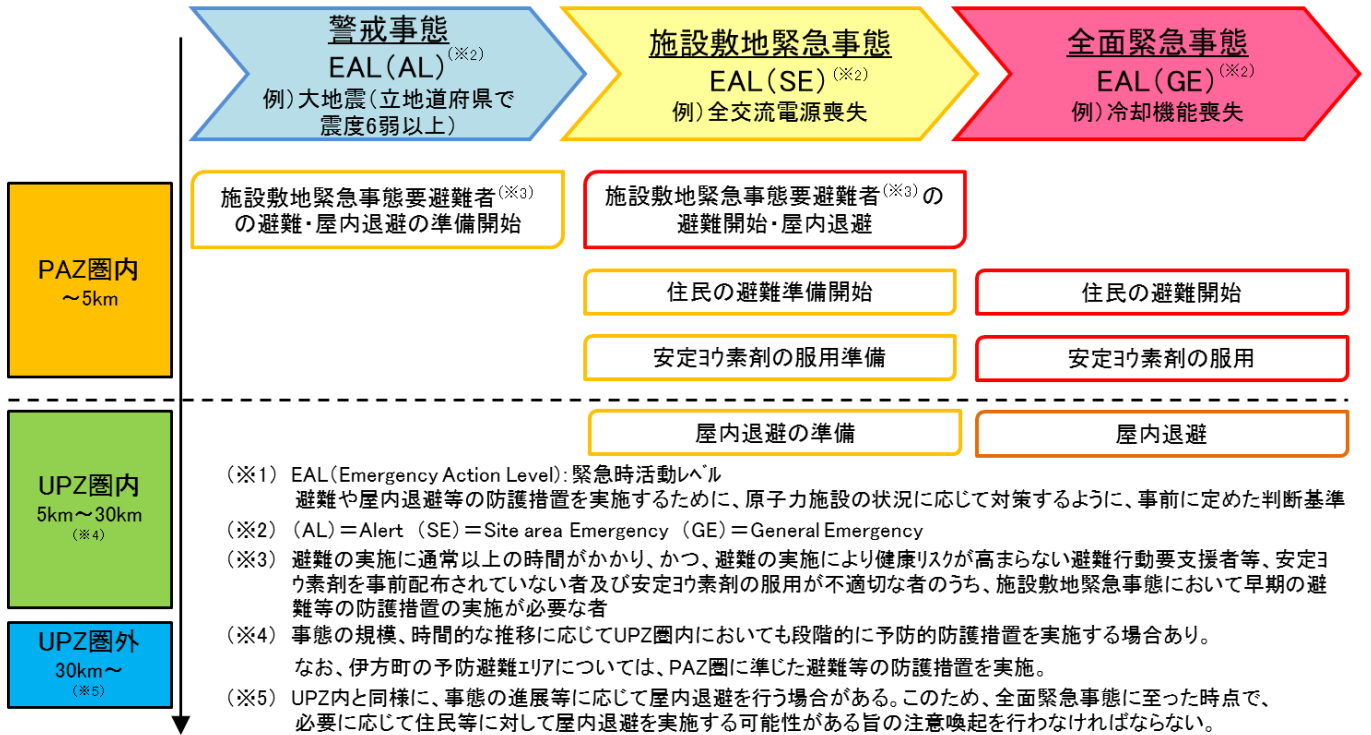 警戒事態
EAL(AL)(※2)
例)大地震(立地道府県で
震度6弱以上)
施設敷地緊急事態
EAL(SE)(※2)
例)全交流電源喪失
全面緊急事態
EAL(GE)(※2)
例)冷却機能喪失
PAZ圏内
～5km
施設敷地緊急事態要避難者(※3)
の避難・屋内退避の準備開始
施設敷地緊急事態要避難者(※3)の
避難開始・屋内退避
住民の避難準備開始
住民の避難開始
安定ﾖｳ素剤の服用準備
安定ﾖｳ素剤の服用
UPZ圏内
5km～30km
(※4)
屋内退避の準備
屋内退避
UPZ圏外
30km～
(※5)
(※1) EAL(Emergency Action Level):緊急時活動ﾚﾍﾞﾙ
避難や屋内退避等の防護措置を実施するために、原子力施設の状況に応じて対策するように、事前に定めた判断基準
(※2) (AL)=Alert (SE)=Site area Emergency (GE)=General Emergency
(※3) 避難の実施に通常以上の時間がかかり、かつ、避難の実施により健康ﾘｽｸが高まらない避難行動要支援者等、安定ﾖ
ｳ素剤を事前配布されていない者及び安定ﾖｳ素剤の服用が不適切な者のうち、施設敷地緊急事態において早期の避
難等の防護措置の実施が必要な者
(※4) 事態の規模、時間的な推移に応じてUPZ圏内においても段階的に予防的防護措置を実施する場合あり。
なお、伊方町の予防避難ｴﾘｱについては、PAZ圏に準じた避難等の防護措置を実施。
(※5) UPZ内と同様に、事態の進展等に応じて屋内退避を行う場合がある。このため、全面緊急事態に至った時点で、
必要に応じて住民等に対して屋内退避を実施する可能性がある旨の注意喚起を行わなければならない。